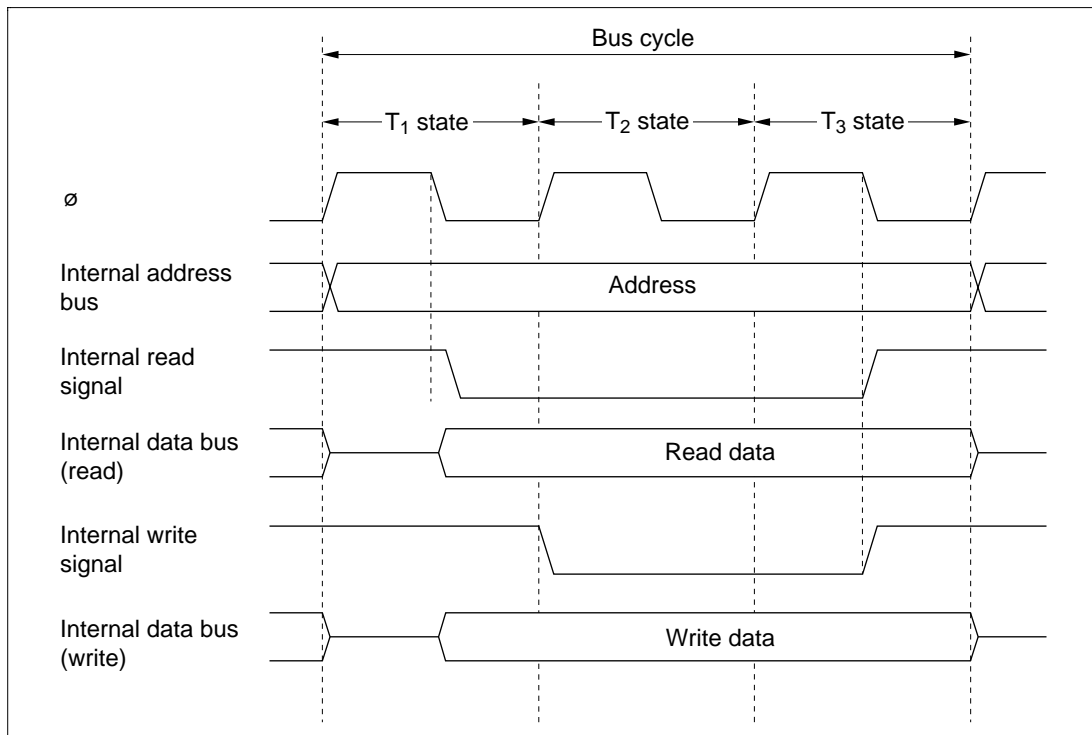 Bus cycle
T₁ state
T₂ state
T₃ state
ø
Internal address
bus
Address
Internal read
signal
Internal data bus
(read)
Read data
Internal write
signal
Internal data bus
(write)
Write data